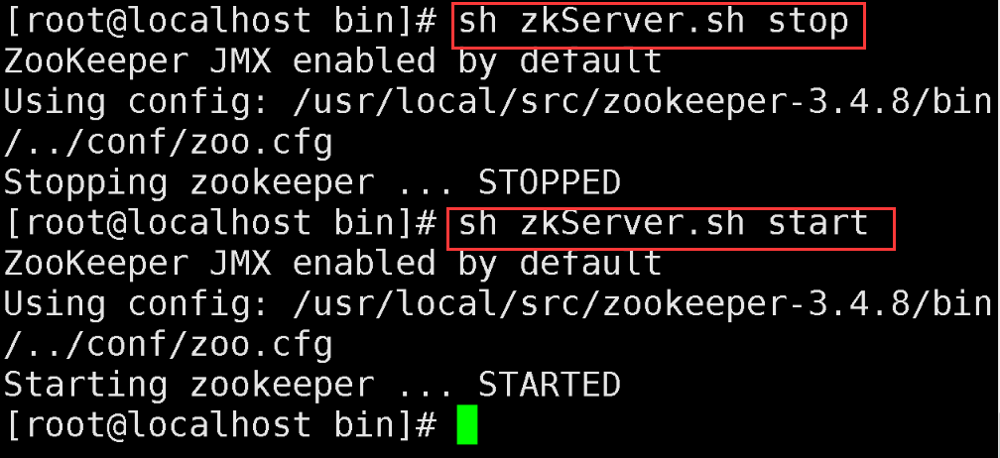 [root@localhost bin]# sh zkServer.sh stop
ZooKeeper JMX enabled by default
Using config: /usr/local/src/zookeeper-3.4.8/bin
/../conf/zoo.cfg
Stopping zookeeper ... STOPPED
[root@localhost bin]# sh zkServer.sh start
ZooKeeper JMX enabled by default
Using config: /usr/local/src/zookeeper-3.4.8/bin
/../conf/zoo.cfg
Starting zookeeper ... STARTED
[root@localhost bin]#